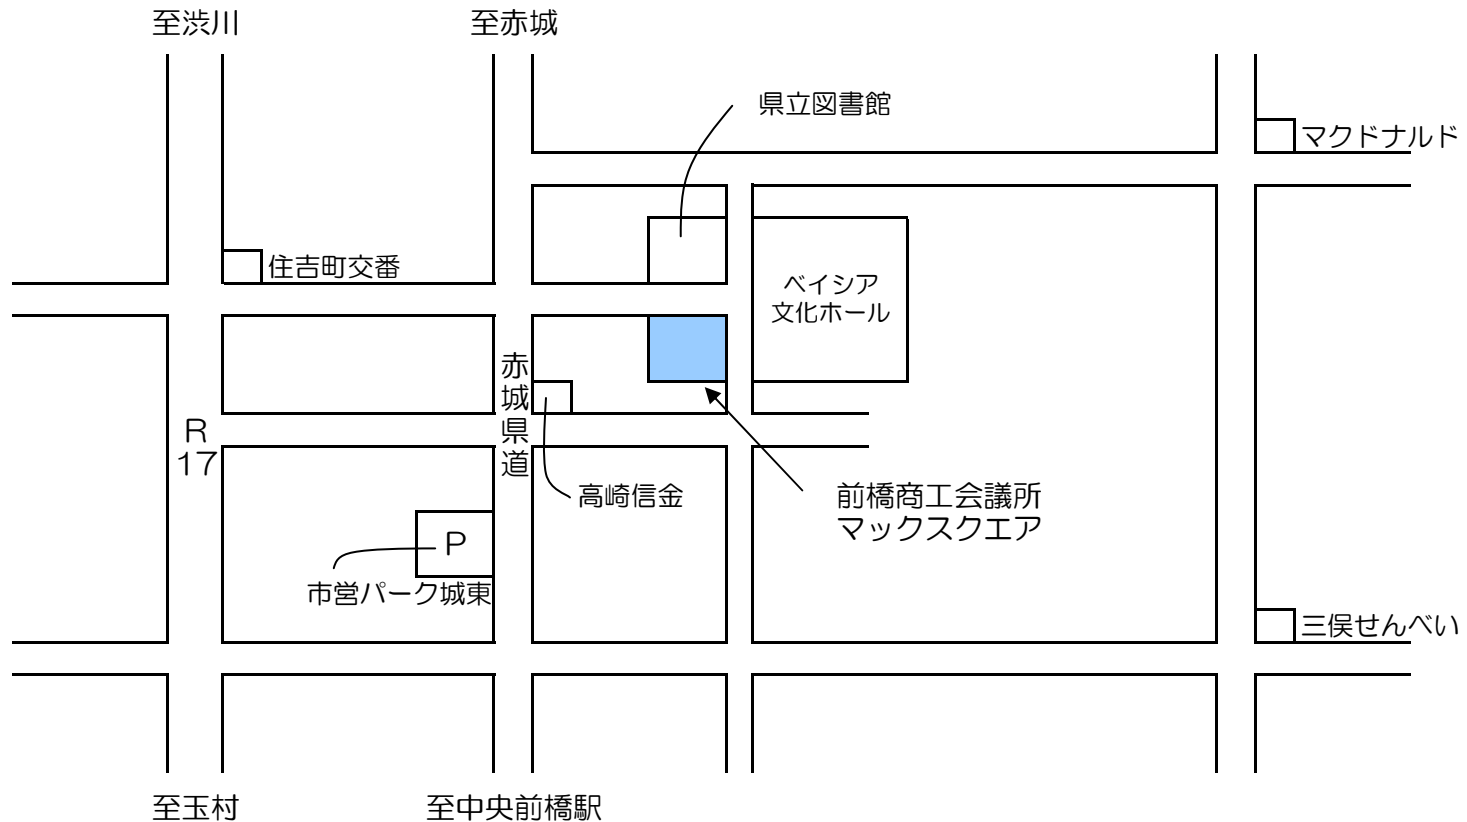 至渋川
至赤城
県立図書館
マクドナルド
住吉町交番
ベイシア
文化ホール
赤城県道
R
17
高崎信金
前橋商工会議所
マックスクエア
P
市営パーク城東
三俣せんべい
至玉村
至中央前橋駅